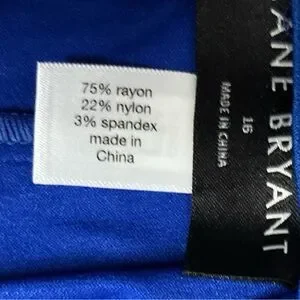 75% rayon
22% nylon
3% spandex
made in
China
ANE BRYANT
16
MADE IN CHINA